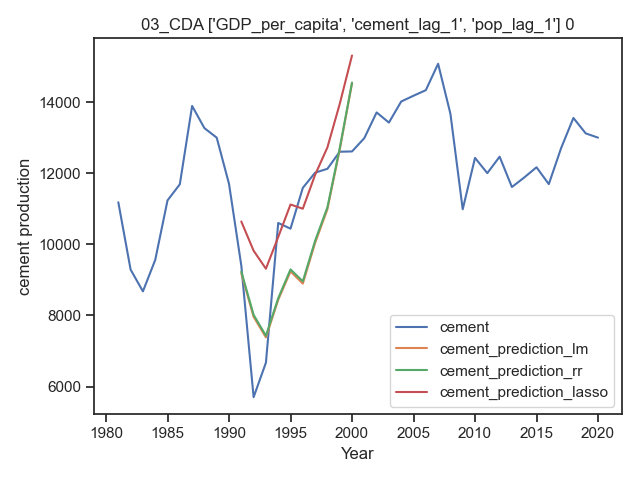 03_CDA ['GDP_per_capita', 'cement_lag_1', 'pop_lag_1'] 0
14000
12000
10000
8000
6000
cement production
cement
cement_prediction_lm
cement_prediction_rr
cement_prediction_lasso
1980 1985 1990 1995 2000 2005 2010 2015 2020
Year